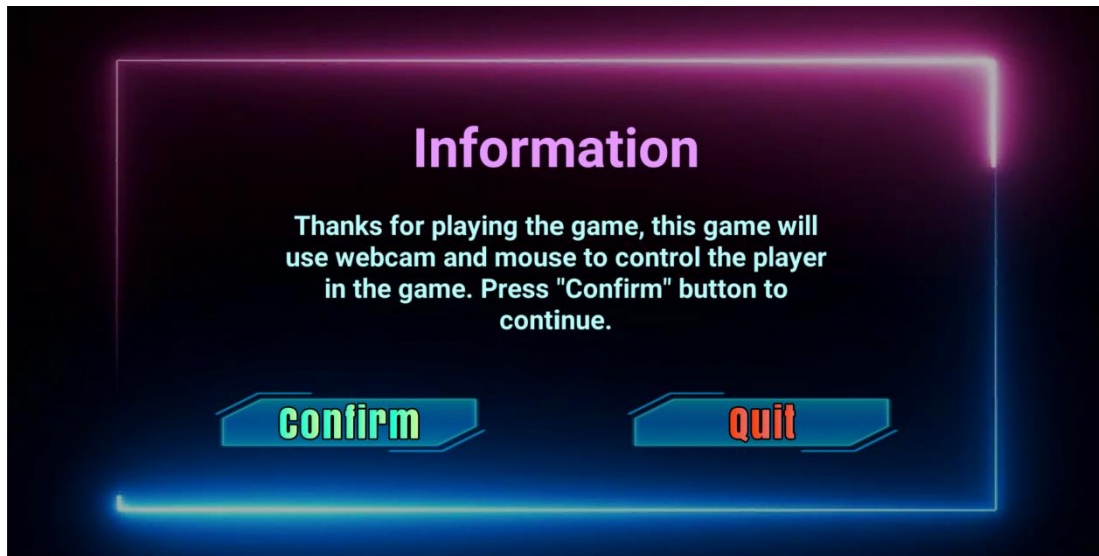 Information
Thanks for playing the game, this game will
use webcam and mouse to control the player
in the game. Press "Confirm" button to
continue.
Confirm
Quit